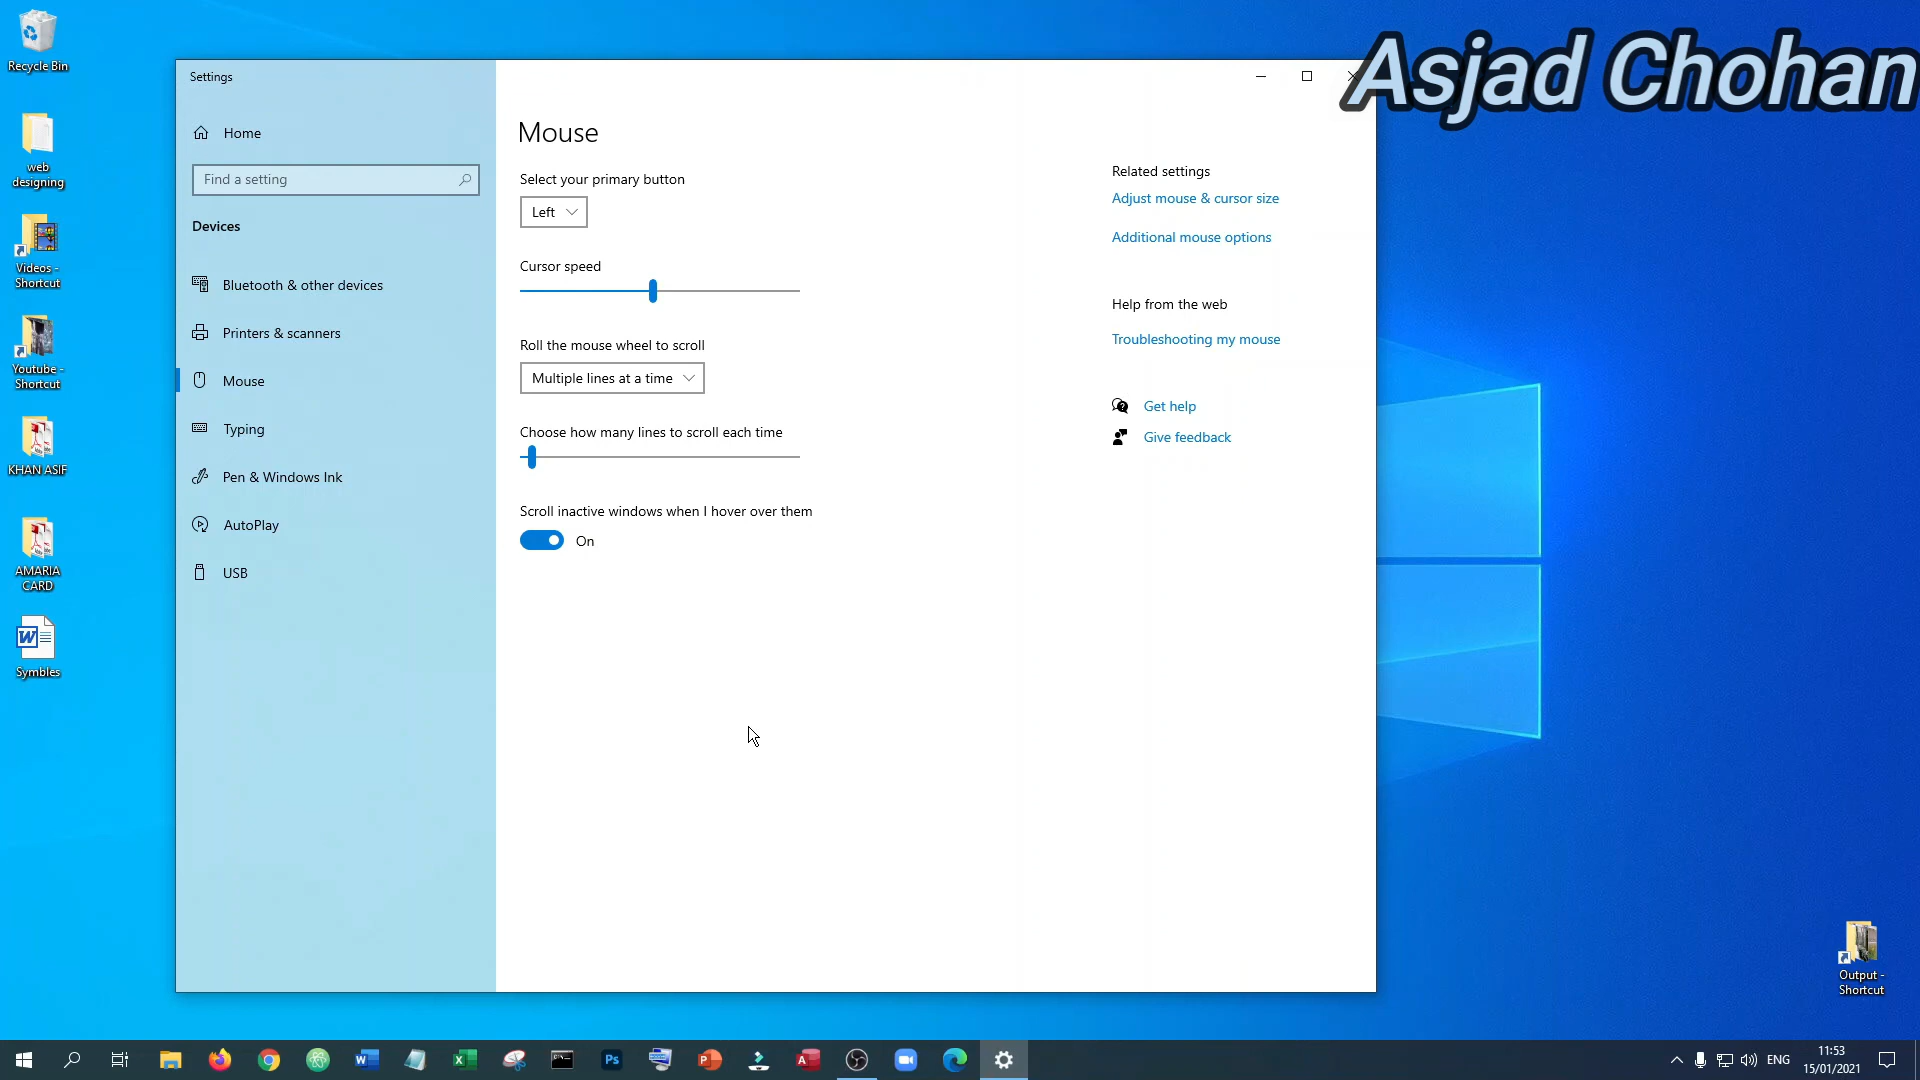 Asjad Chohan
Recycle Bin
web
designing
Videos -
Shortcut
Youtube -
Shortcut
KHAN ASIF
AMARIA
CARD
Symbles
Settings
Home
Find a setting
Devices
Bluetooth & other devices
Printers & scanners
Mouse
Typing
Pen & Windows Ink
AutoPlay
USB
Mouse
Select your primary button
Left
Cursor speed
Roll the mouse wheel to scroll
Multiple lines at a time
Choose how many lines to scroll each time
Scroll inactive windows when I hover over them
On
Related settings
Adjust mouse & cursor size
Additional mouse options
Help from the web
Troubleshooting my mouse
Get help
Give feedback
Output -
Shortcut
ENG
11:53
15/01/2021